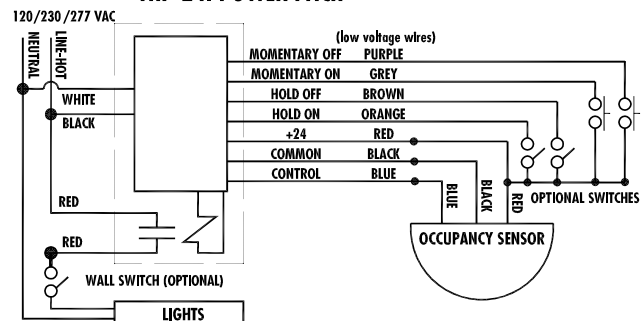 120/230/277 VAC
(low voltage wires)
NEUTRAL
LINE-HOT
MOMENTARY OFF PURPLE
MOMENTARY ON GREY
WHITE
HOLD OFF BROWN
BLACK
HOLD ON ORANGE
+24 RED
COMMON BLACK
CONTROL BLUE
BLUE
BLACK
RED
OPTIONAL SWITCHES
RED
RED
OCCUPANCY SENSOR
WALL SWITCH (OPTIONAL)
LIGHTS